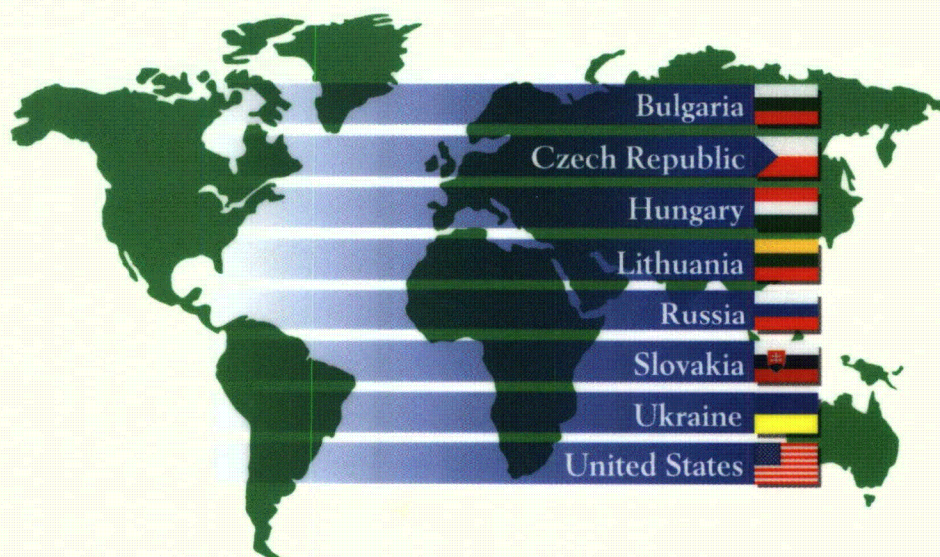 Bulgaria
Czech Republic
Hungary
Lithuania
Russia
Slovakia
Ukraine
United States